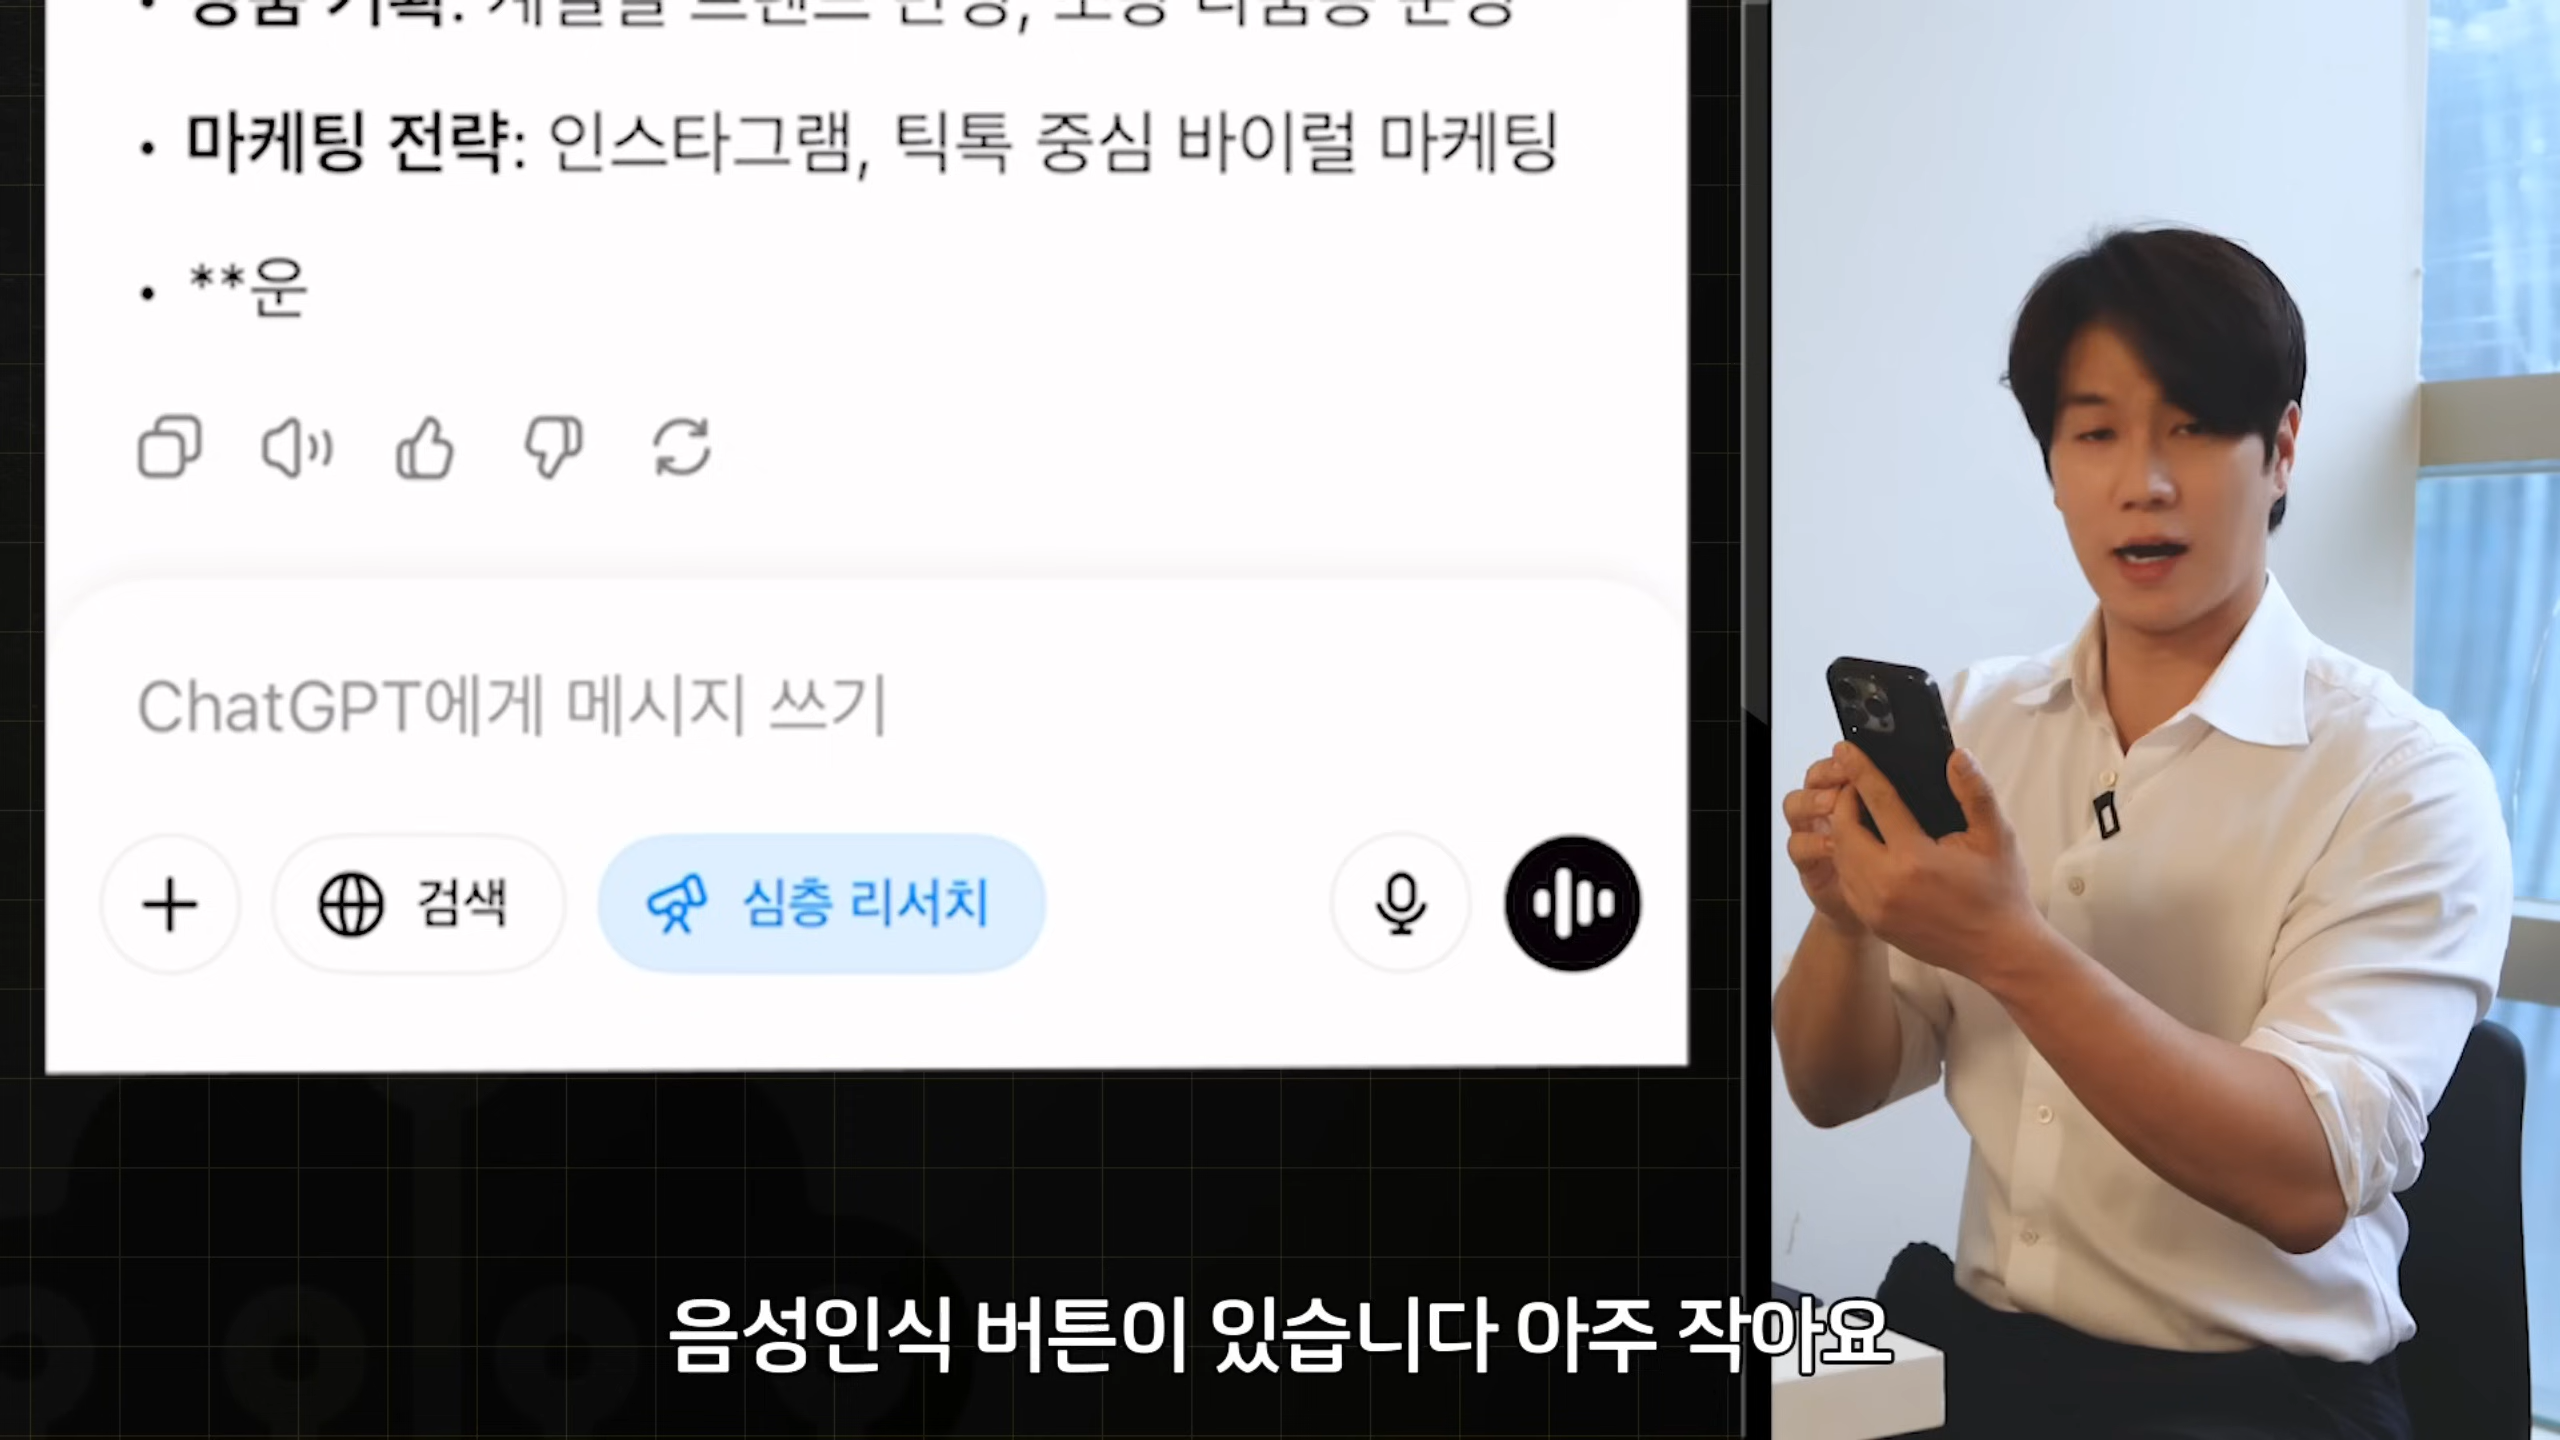 마케팅 전략: 인스타그램, 틱톡 중심 바이럴 마케팅
**운
ChatGPT에게 메시지 쓰기
검색
심층 리서치
음성인식 버튼이 있습니다 아주 작아요